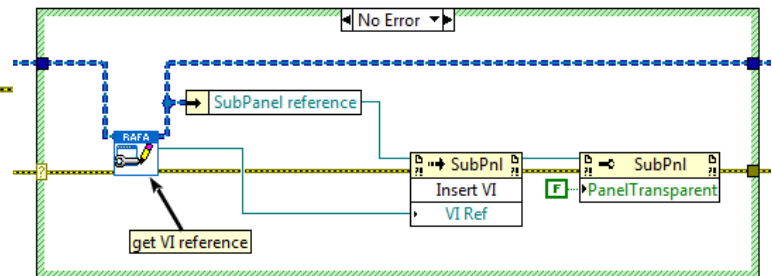 No Error
SubPanel reference
RAFA
SubPnl
SubPnl
Insert VI
F
PanelTransparent
?
VI Ref
get VI reference